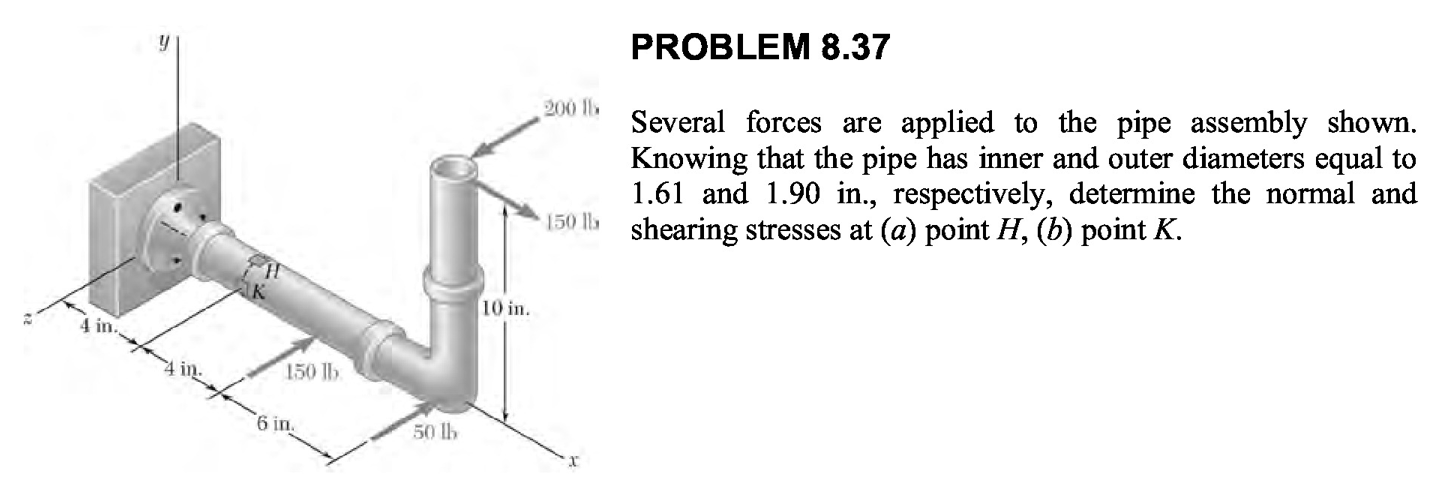 PROBLEM 8.37
Several forces are applied to the pipe assembly shown.
Knowing that the pipe has inner and outer diameters equal to
1.61 and 1.90 in., respectively, determine the normal and
shearing stresses at (a) point H, (b) point K.
y
200 lb
150 lb
H
K
10 in.
z
4 in.
4 in.
150 lb
6 in.
50 lb
x